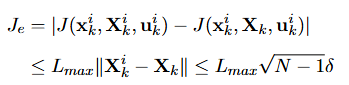 J_e = |J(x_k^i, X_k^i, u_k^i) − J(x_k^i, X_k, u_k^i)|
≤ L_{max}‖X_k^i − X_k‖ ≤ L_{max}√(N − 1)δ